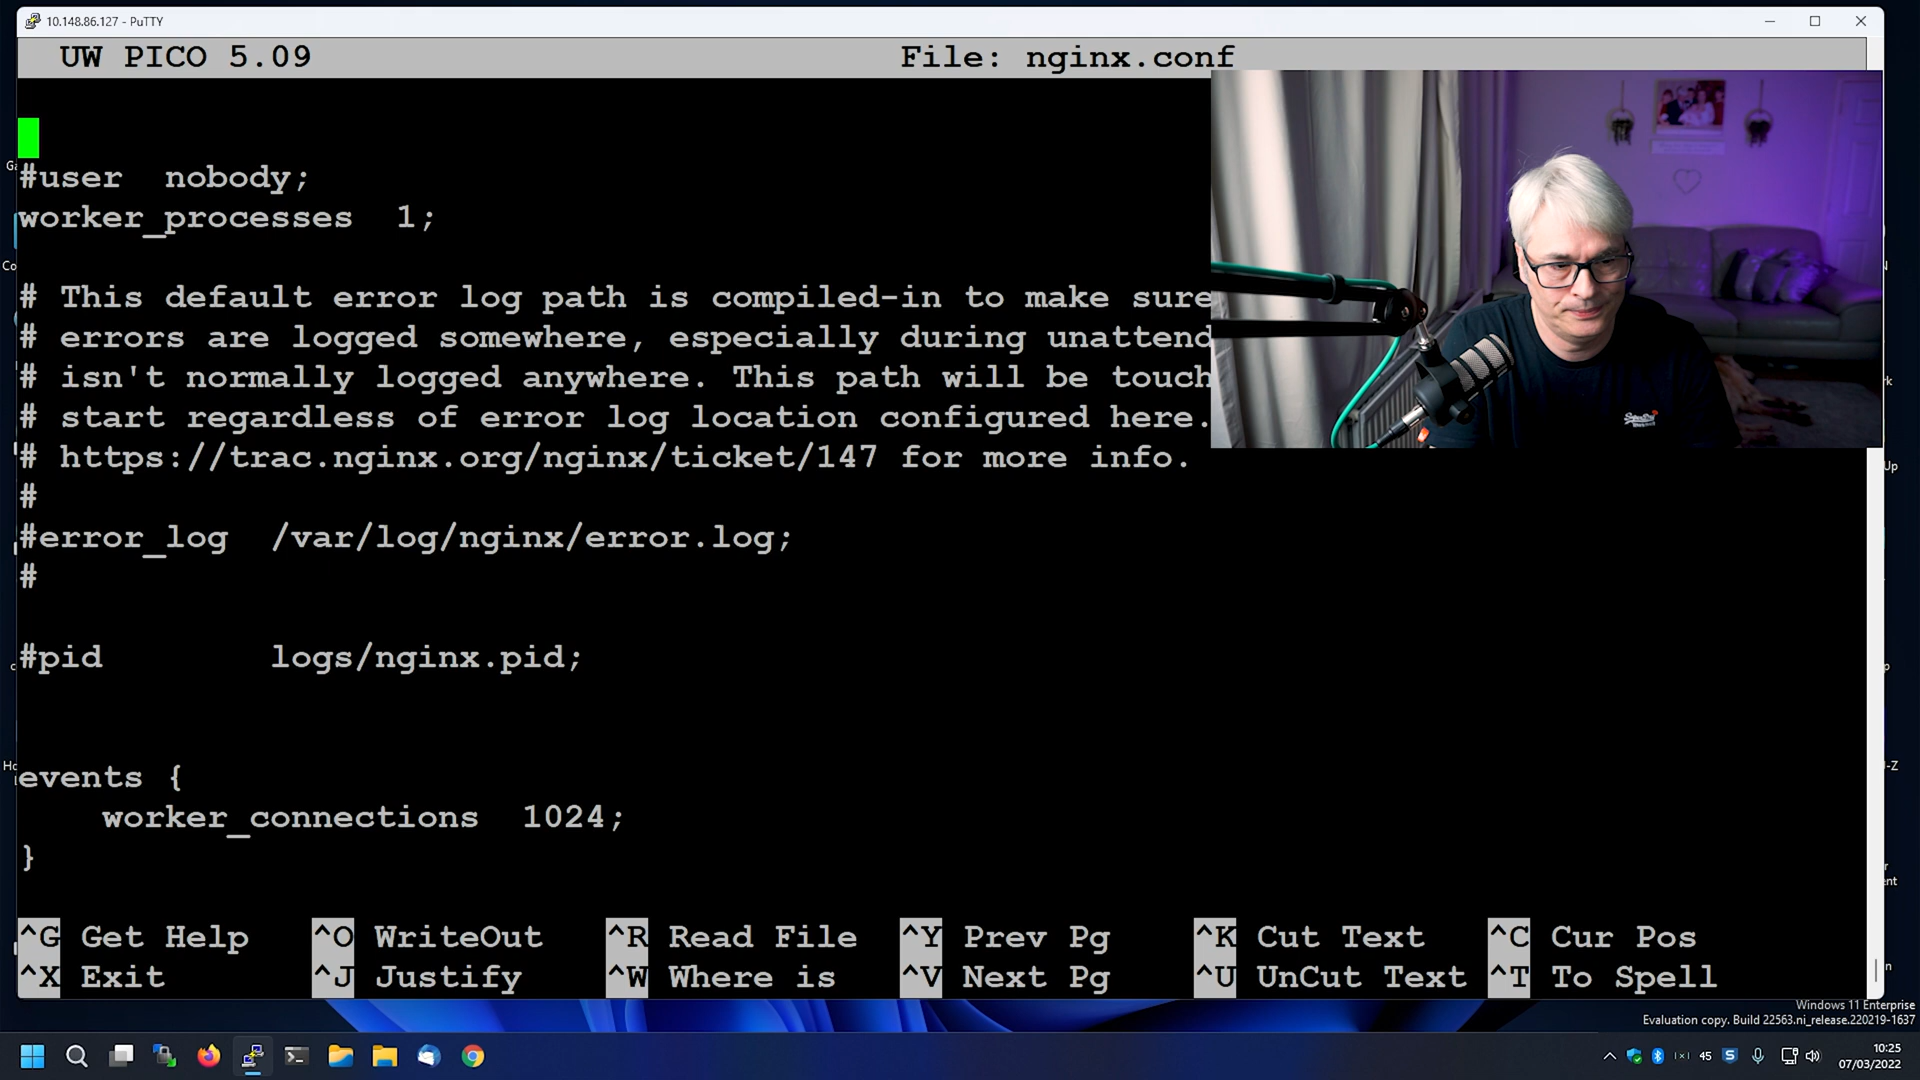 10.148.86.127 - PuTTY
UW PICO 5.09 File: nginx.conf
#user nobody;
worker_processes 1;
# This default error log path is compiled-in to make sure
# errors are logged somewhere, especially during unattend
# isn't normally logged anywhere. This path will be touch
# start regardless of error log location configured here.
# https://trac.nginx.org/nginx/ticket/147 for more info.
#
#error_log /var/log/nginx/error.log;
#
#pid logs/nginx.pid;
events {
worker_connections 1024;
}
^G Get Help ^O WriteOut ^R Read File ^Y Prev Pg ^K Cut Text ^C Cur Pos
^X Exit ^J Justify ^W Where is ^V Next Pg ^U UnCut Text ^T To Spell
Windows 11 Enterprise
Evaluation copy. Build 22563.ni_release.220219-1637
45
10:25
07/03/2022